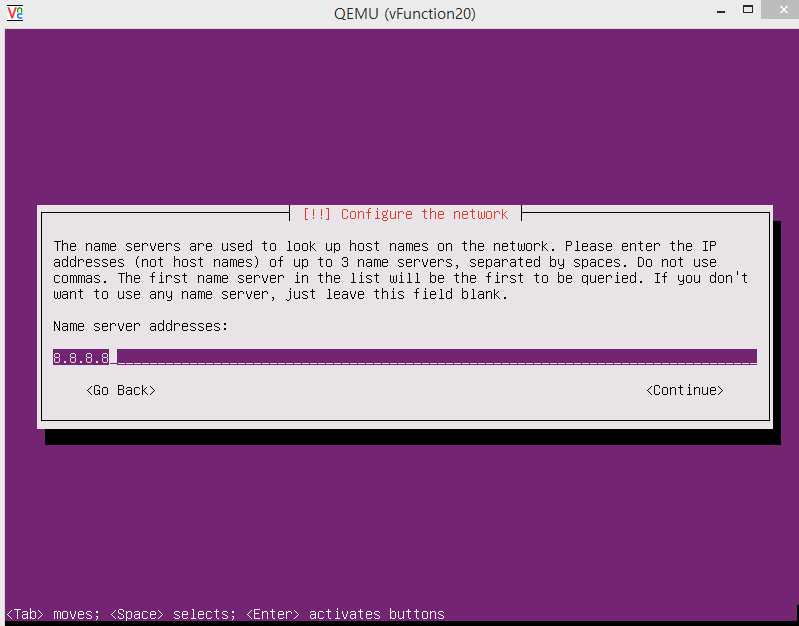 QEMU (vFunction20)
[!!] Configure the network
The name servers are used to look up host names on the network. Please enter the IP
addresses (not host names) of up to 3 name servers, separated by spaces. Do not use
commas. The first name server in the list will be the first to be queried. If you don't
want to use any name server, just leave this field blank.
Name server addresses:
8.8.8.8
<Go Back> <Continue>
<Tab> moves; <Space> selects; <Enter> activates buttons